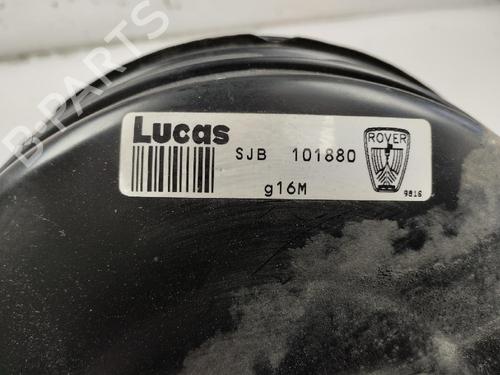 B-PARTS
Lucas
SJB 101880
ROVER
g16M
9816